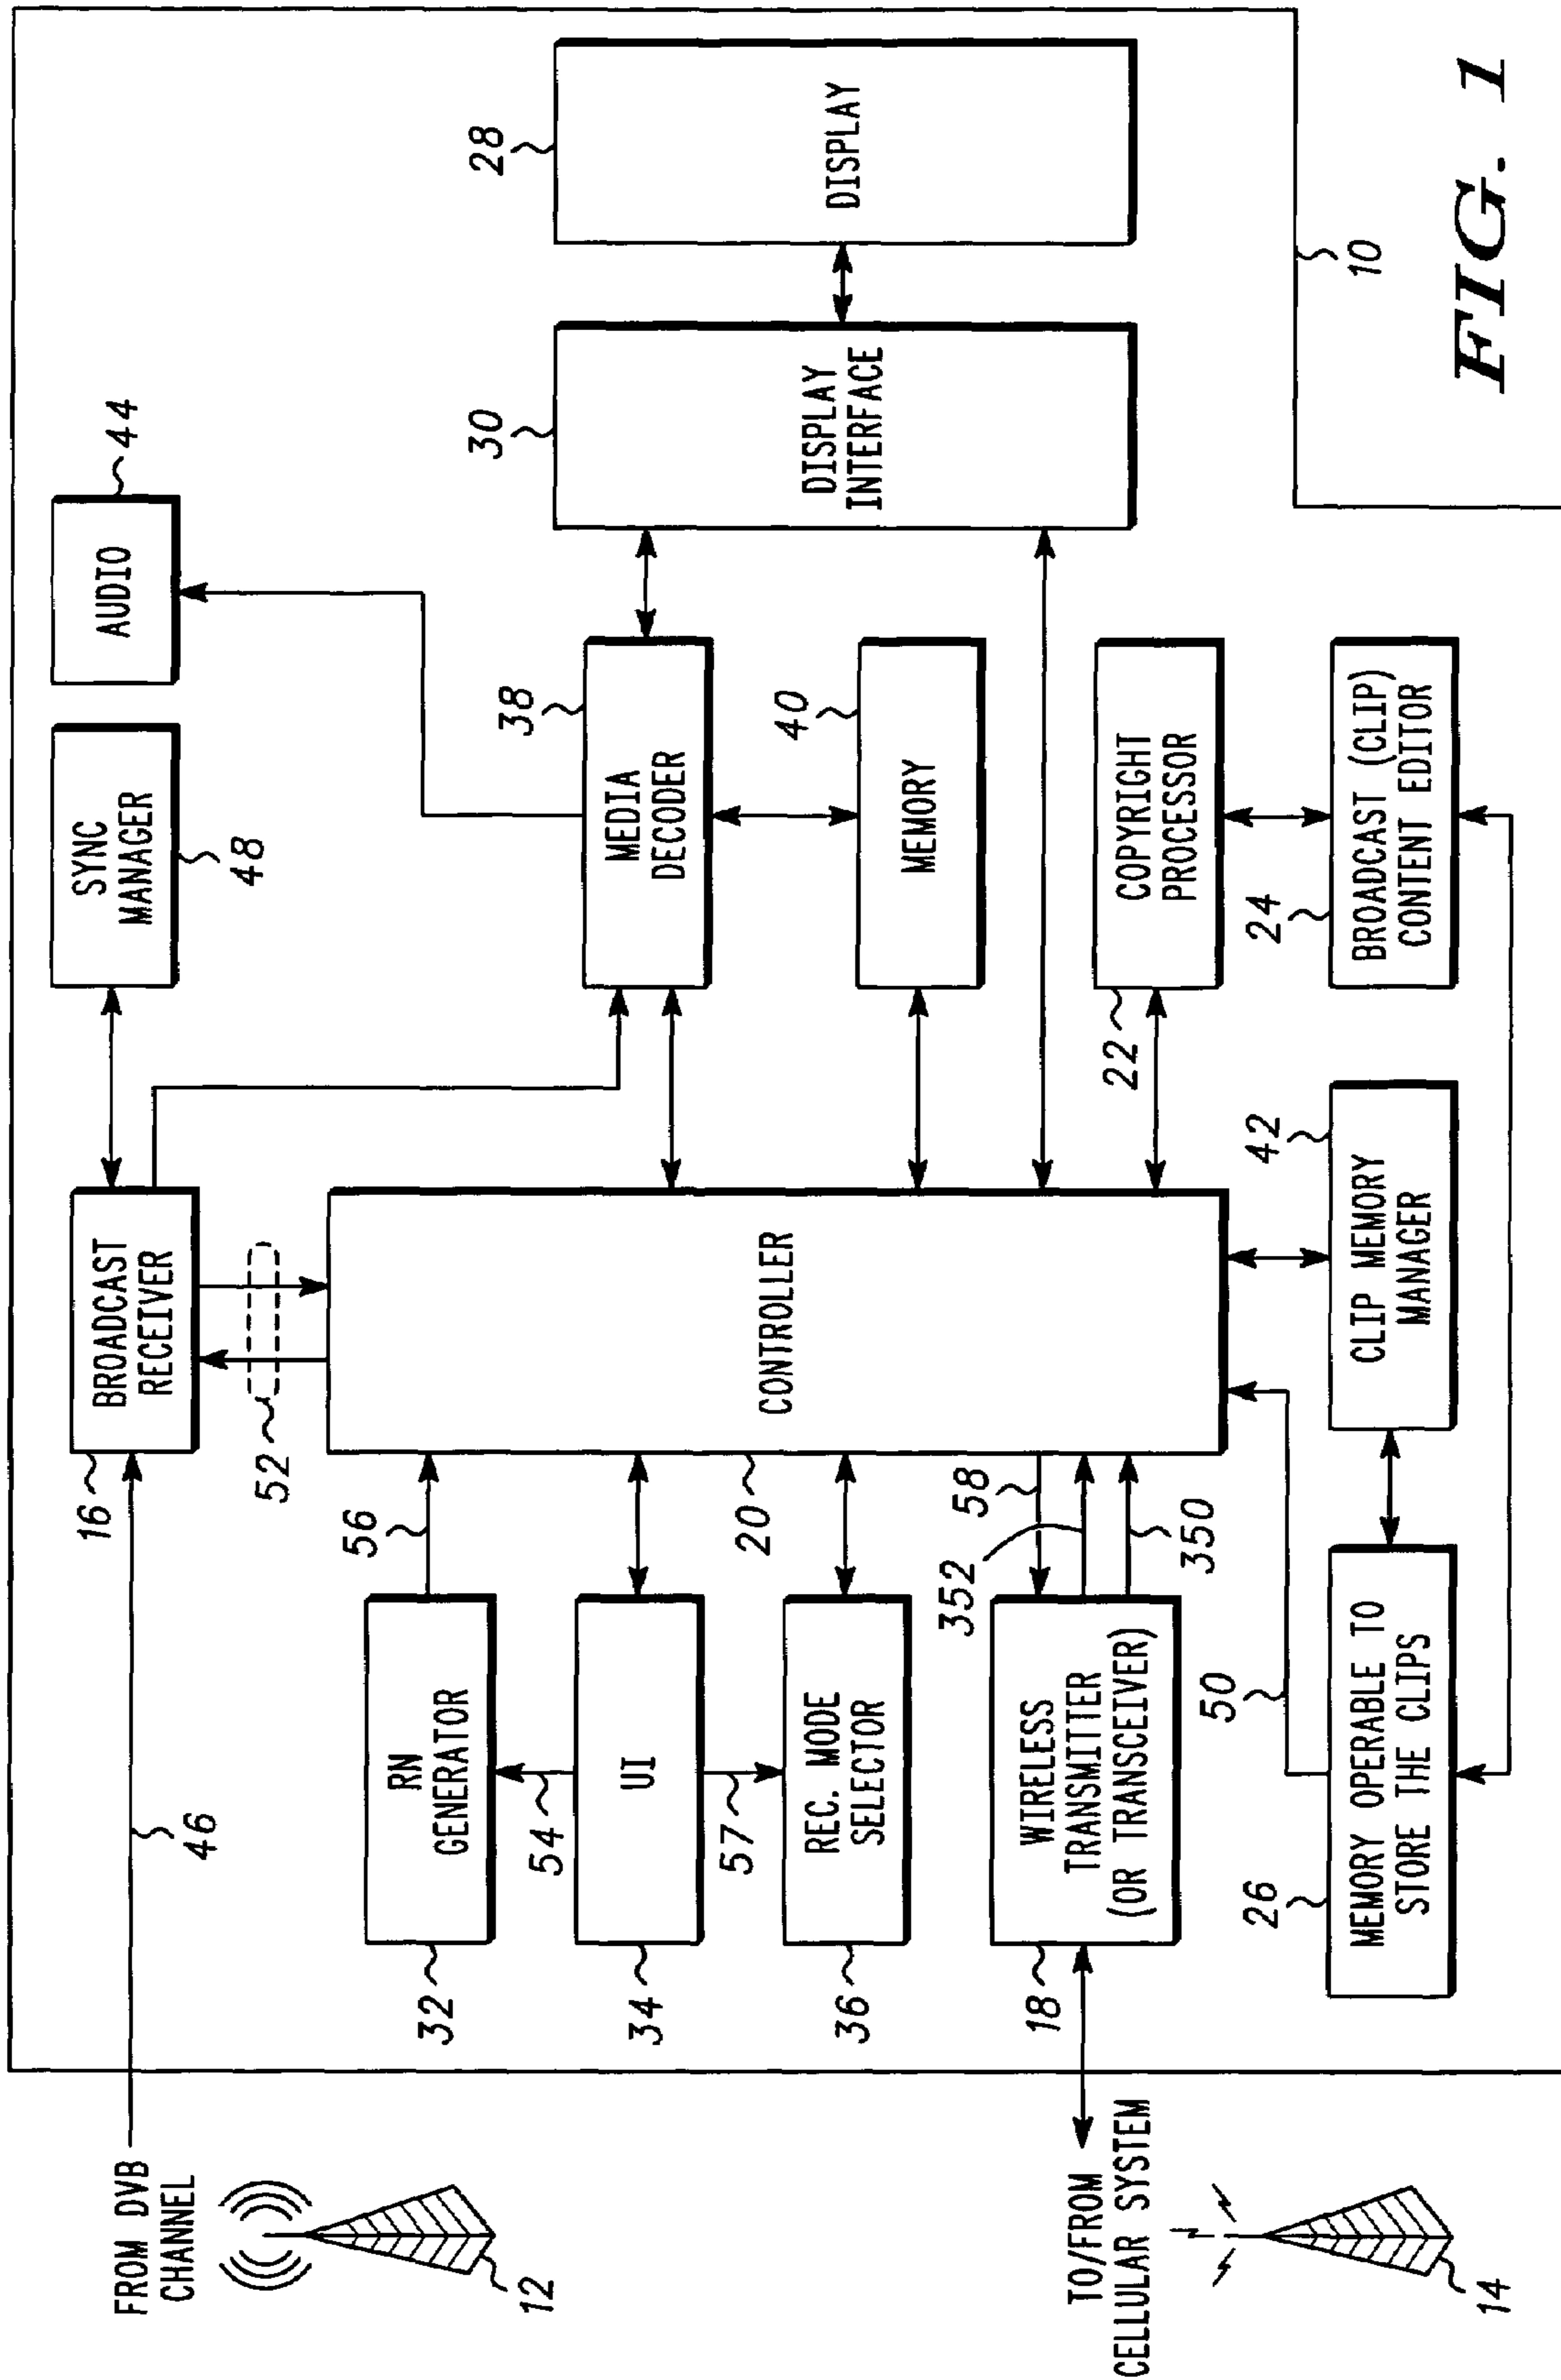 FROM DVB
CHANNEL
12
46
16
BROADCAST
RECEIVER
52
SYNC
MANAGER
48
AUDIO
44
32
RN
GENERATOR
56
54
34
UI
57
36
REC. MODE
SELECTOR
20
CONTROLLER
38
MEDIA
DECODER
40
MEMORY
30
DISPLAY
INTERFACE
28
DISPLAY
TO/FROM
CELLULAR SYSTEM
14
18
WIRELESS
TRANSMITTER
(OR TRANSCEIVER)
58
352
350
22
COPYRIGHT
PROCESSOR
50
26
MEMORY OPERABLE TO
STORE THE CLIPS
42
CLIP MEMORY
MANAGER
24
BROADCAST (CLIP)
CONTENT EDITOR
10
FIG. 1